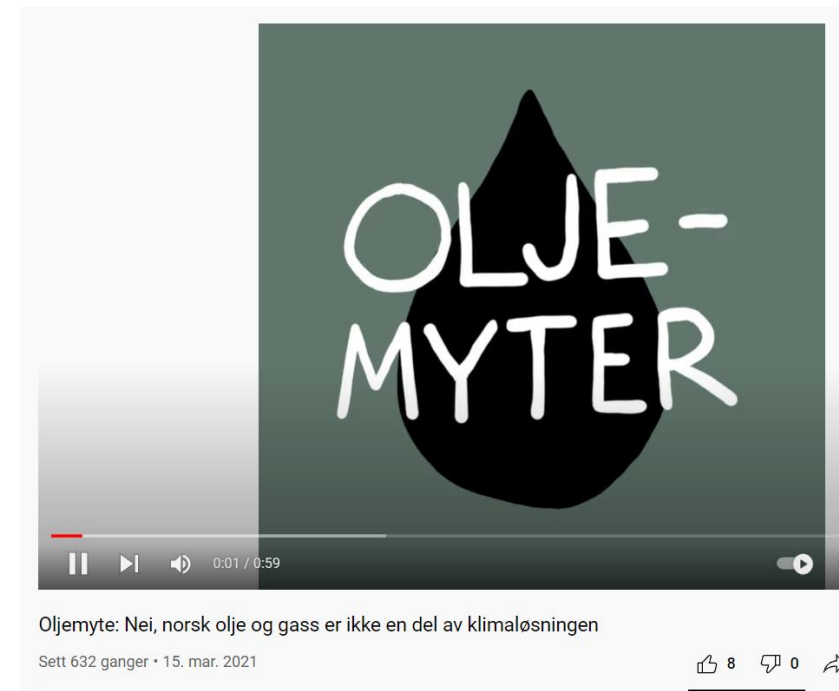 OLJE-
MYTER
0:01 / 0:59
Oljemyte: Nei, norsk olje og gass er ikke en del av klimaløsningen
Sett 632 ganger • 15. mar. 2021
8 0